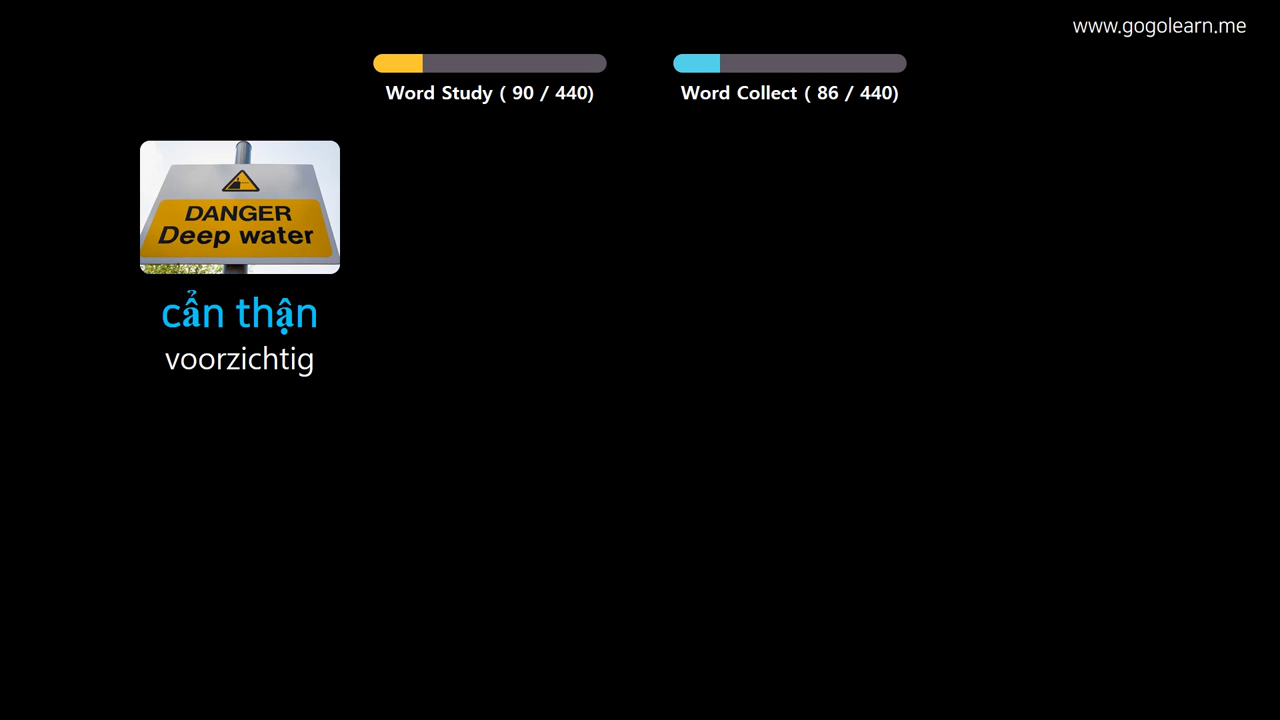 www.gogolearn.me
Word Study ( 90 / 440)
Word Collect ( 86 / 440)
DANGER
Deep water
cẩn thận
voorzichtig